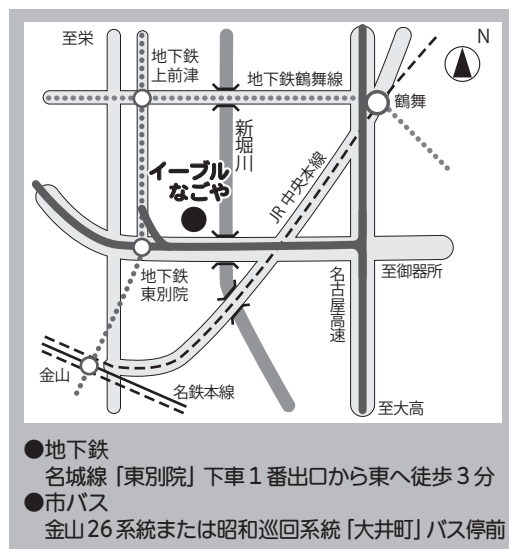 至栄
N
地下鉄
上前津
地下鉄鶴舞線
鶴舞
新堀川
イーブル
なごや
JR中央本線
地下鉄
東別院
名古屋高速
至御器所
金山
名鉄本線
至大高
●地下鉄
名城線「東別院」下車1番出口から東へ徒歩3分
●市バス
金山26系統または昭和巡回系統「大井町」バス停前